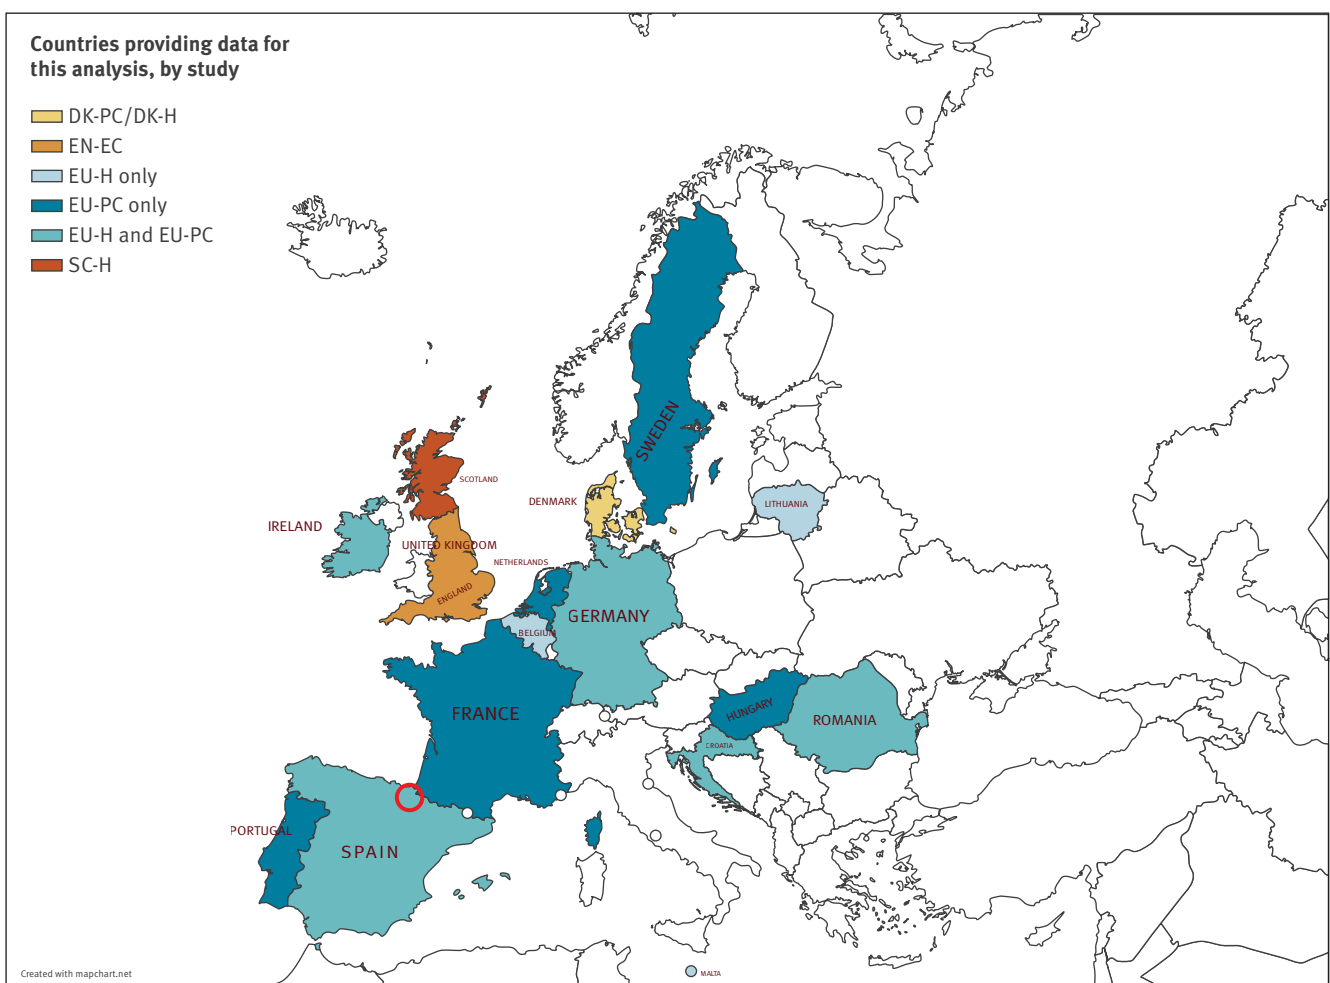 Countries providing data for
this analysis, by study
DK-PC/DK-H
EN-EC
EU-H only
EU-PC only
EU-H and EU-PC
SC-H
SWEDEN
SCOTLAND
DENMARK
LITHUANIA
IRELAND
UNITED KINGDOM
NETHERLANDS
ENGLAND
GERMANY
BELGIUM
FRANCE
HUNGARY
ROMANIA
CROATIA
PORTUGAL
SPAIN
MALTA
Created with mapchart.net